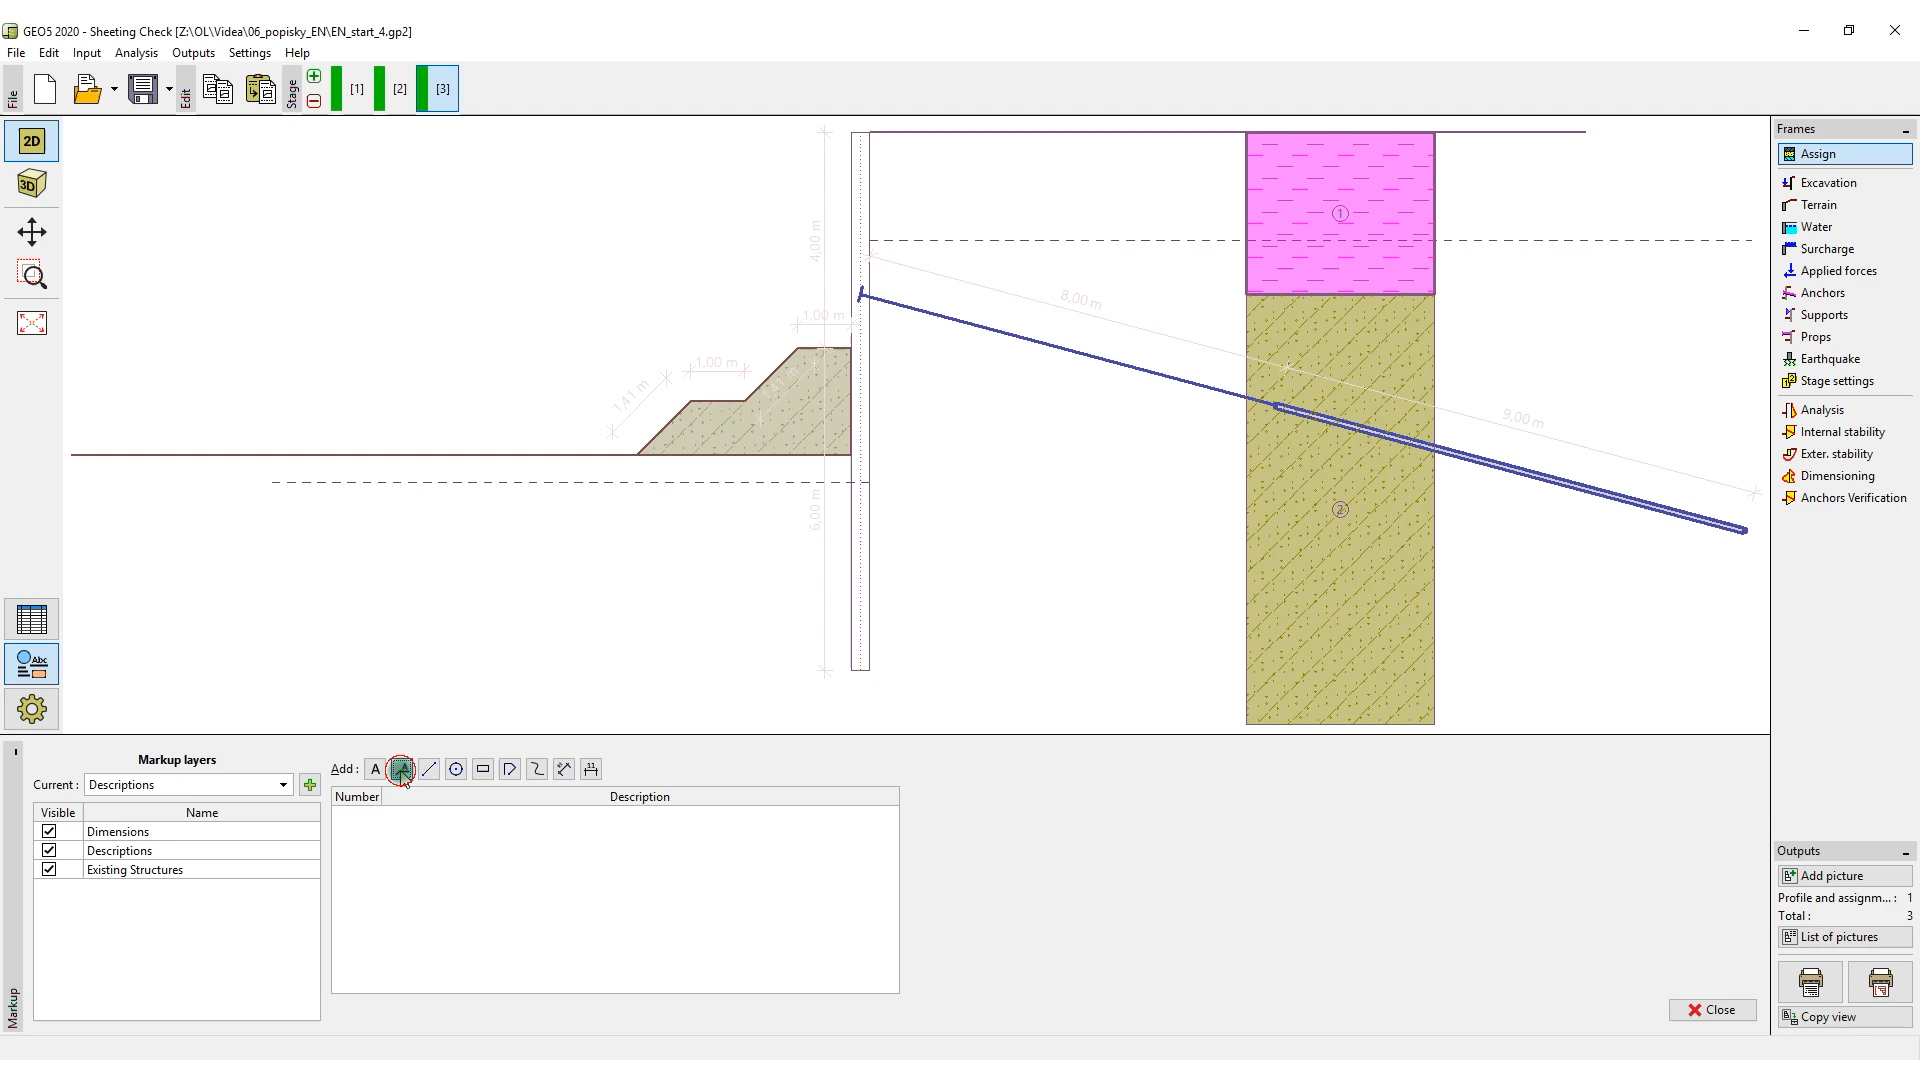 GEO5 2020 - Sheeting Check [Z:\OL\Videa\06_popisky_EN\EN_start_4.gp2]
File Edit Input Analysis Outputs Settings Help
File
Edit
Stage
[1]
[2]
[3]
2D
3D
Abc
4,00 m
1,00 m
1,00 m
1,41 m
6,00 m
8,00 m
9,00 m
1
2
Frames
Assign
Excavation
Terrain
Water
Surcharge
Applied forces
Anchors
Supports
Props
Earthquake
Stage settings
Analysis
Internal stability
Exter. stability
Dimensioning
Anchors Verification
Markup
Markup layers
Current : Descriptions
Visible Name
Dimensions
Descriptions
Existing Structures
Add : A
11
Number Description
Close
Outputs
Add picture
Profile and assignm... : 1
Total : 3
List of pictures
Copy view